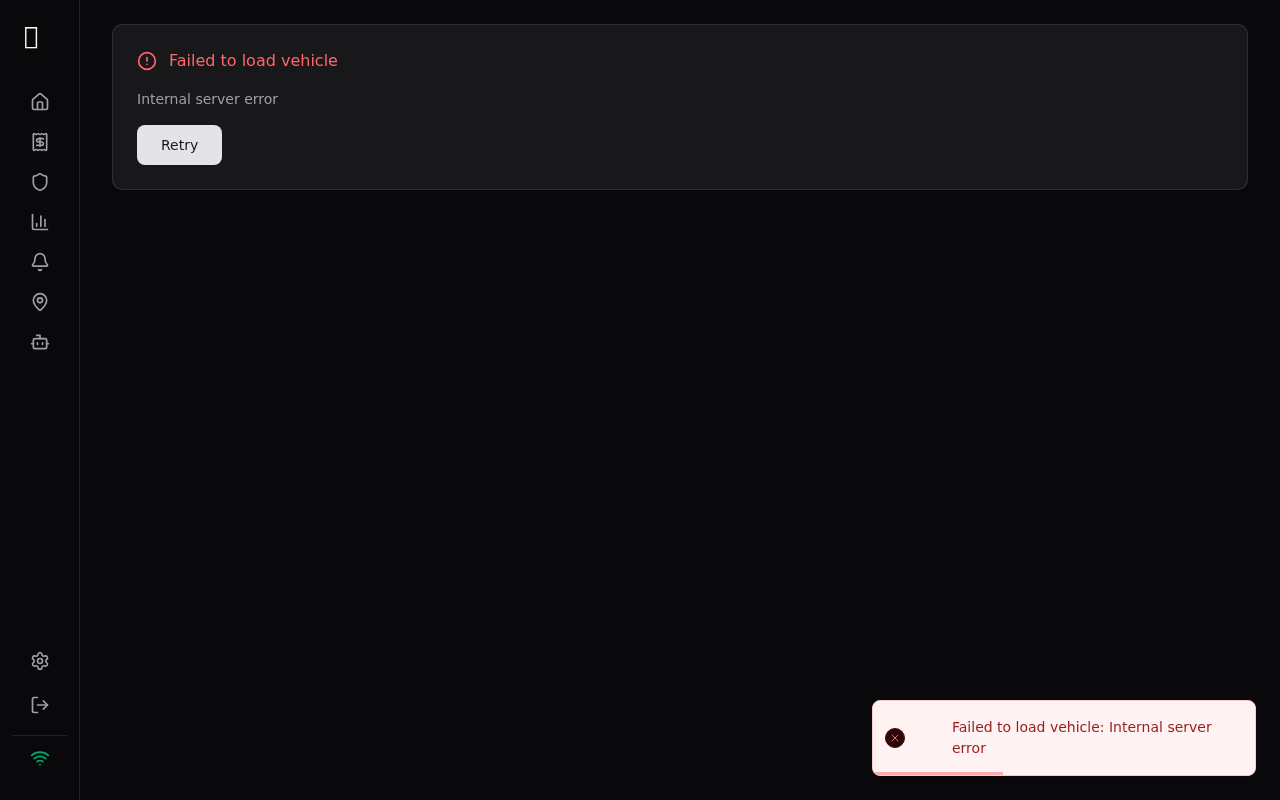 Failed to load vehicle
Internal server error
Retry
Failed to load vehicle: Internal server
error